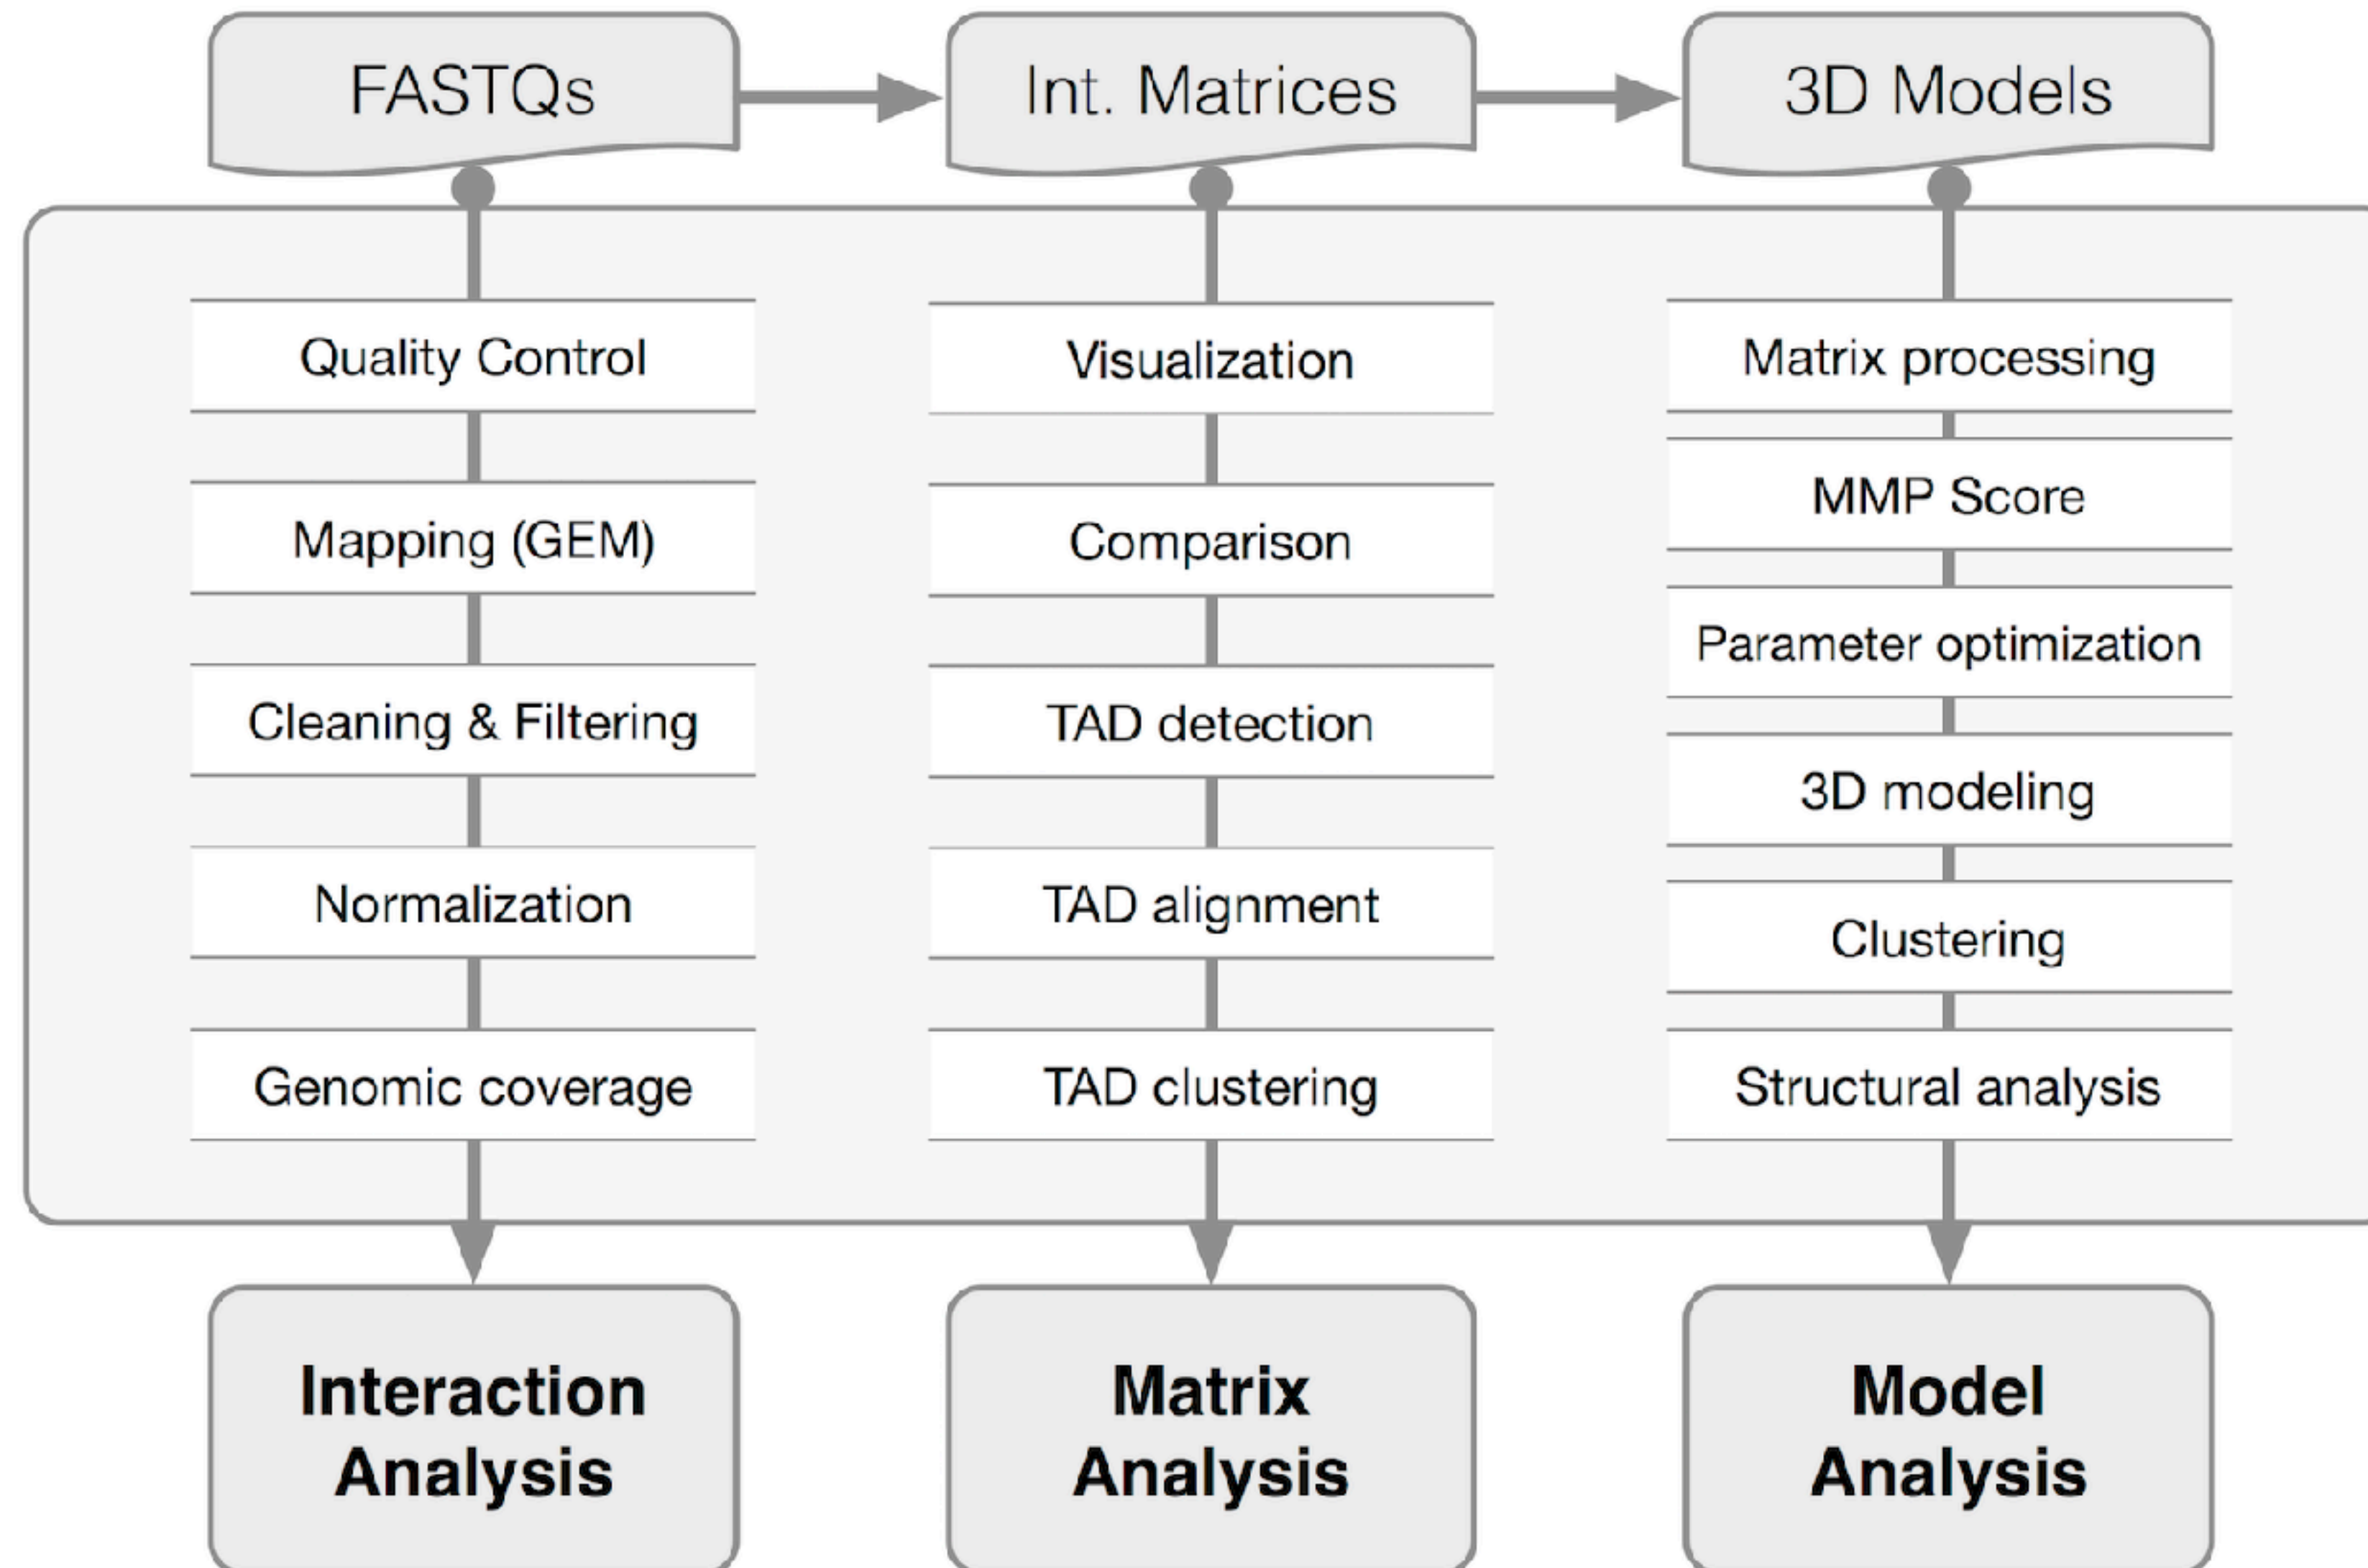 FASTQs
Int. Matrices
3D Models
Quality Control
Mapping (GEM)
Cleaning & Filtering
Normalization
Genomic coverage
Visualization
Comparison
TAD detection
TAD alignment
TAD clustering
Matrix processing
MMP Score
Parameter optimization
3D modeling
Clustering
Structural analysis
Interaction
Analysis
Matrix
Analysis
Model
Analysis